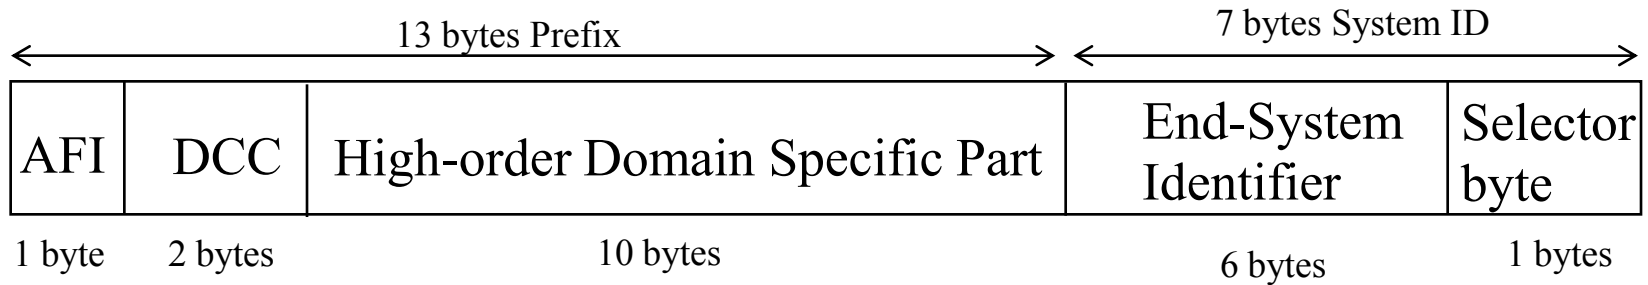 13 bytes Prefix
7 bytes System ID
AFI
DCC
High-order Domain Specific Part
End-System
Identifier
Selector
byte
1 byte
2 bytes
10 bytes
6 bytes
1 bytes